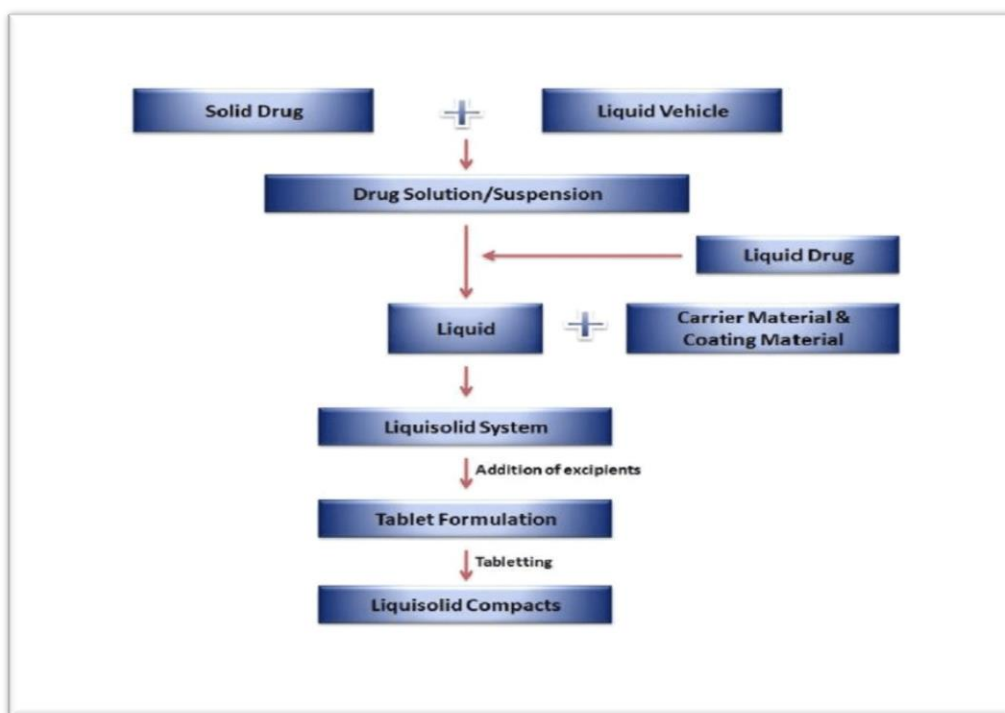 Solid Drug
Liquid Vehicle
Drug Solution/Suspension
Liquid Drug
Liquid
Carrier Material &
Coating Material
Liquisolid System
Addition of excipients
Tablet Formulation
Tabletting
Liquisolid Compacts